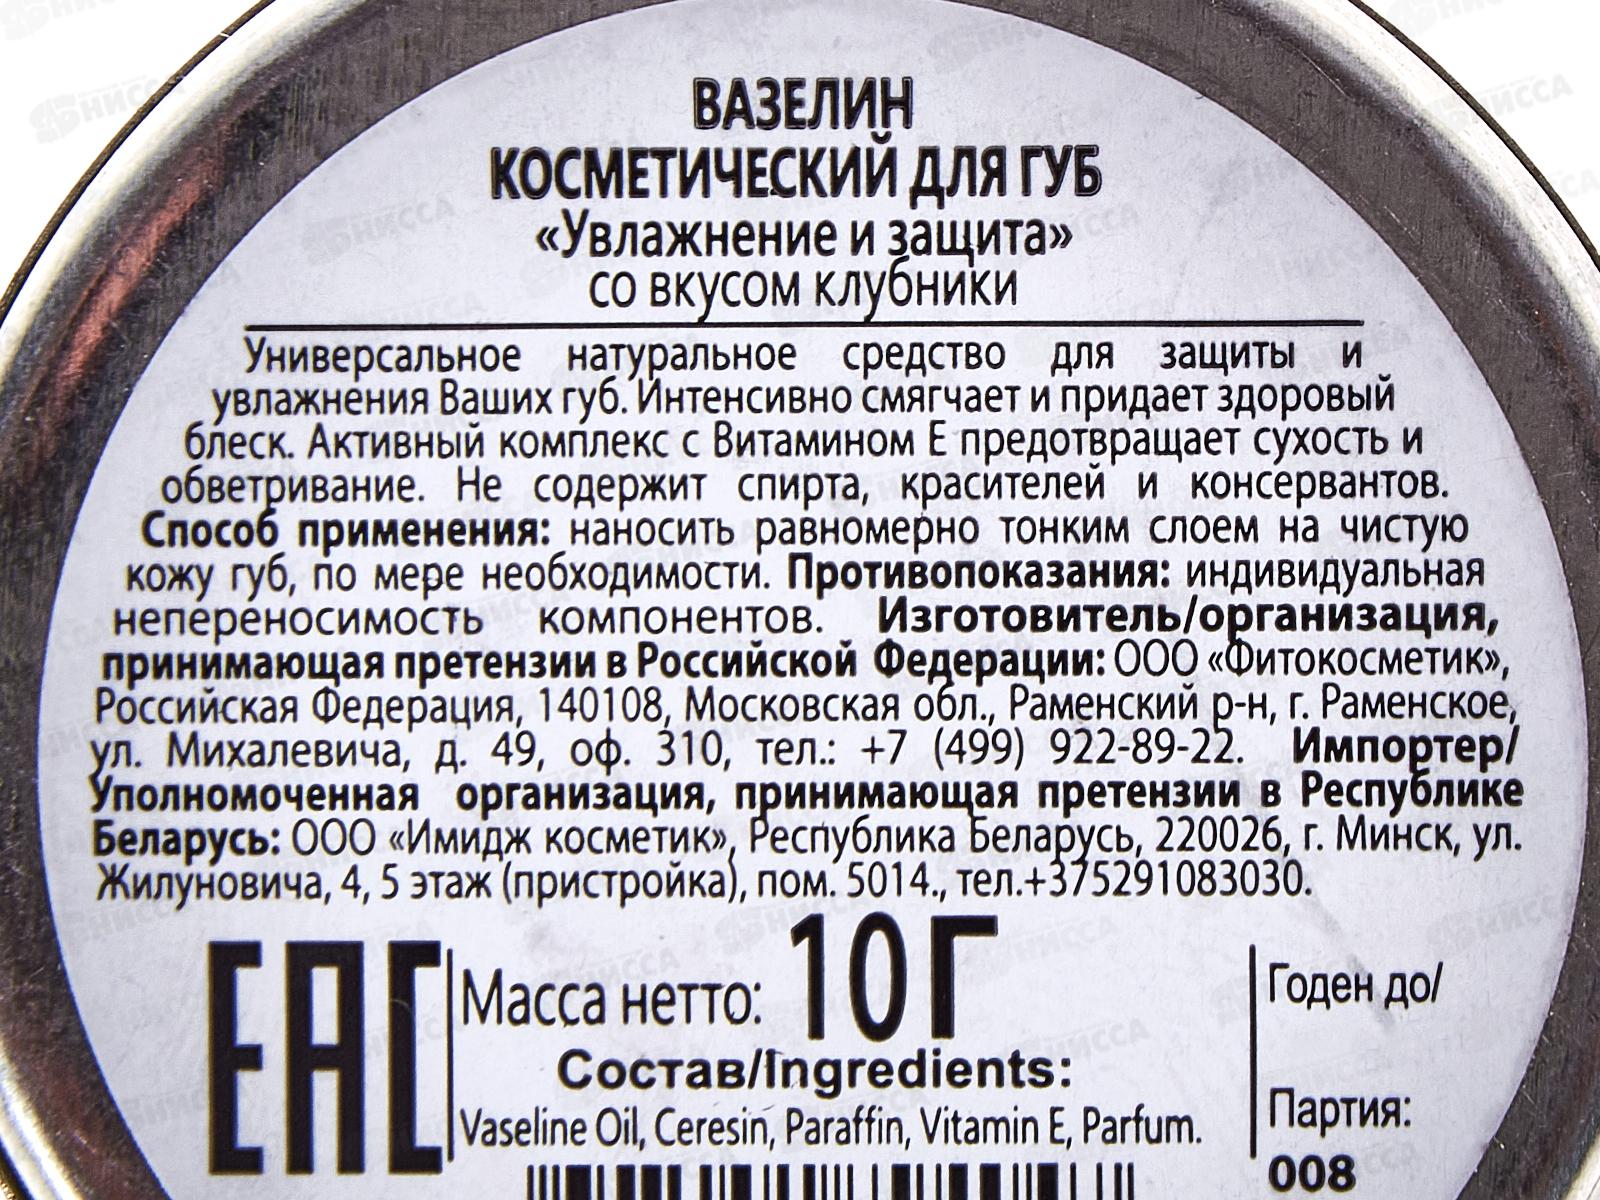 ВАЗЕЛИН
КОСМЕТИЧЕСКИЙ ДЛЯ ГУБ
«Увлажнение и защита»
со вкусом клубники
Универсальное натуральное средство для защиты и
увлажнения Ваших губ. Интенсивно смягчает и придает здоровый
блеск. Активный комплекс с Витамином Е предотвращает сухость и
обветривание. Не содержит спирта, красителей и консервантов.
Способ применения: наносить равномерно тонким слоем на чистую
кожу губ, по мере необходимости. Противопоказания: индивидуальная
непереносимость компонентов. Изготовитель/организация,
принимающая претензии в Российской Федерации: ООО «Фитокосметик»,
Российская Федерация, 140108, Московская обл., Раменский р-н, г. Раменское,
ул. Михалевича, д. 49, оф. 310, тел.: +7 (499) 922-89-22. Импортер/
Уполномоченная организация, принимающая претензии в Республике
Беларусь: ООО «Имидж косметик», Республика Беларусь, 220026, г. Минск, ул.
Жилуновича, 4, 5 этаж (пристройка), пом. 5014., тел.+375291083030.
EAC
Масса нетто: 10Г
Состав/Ingredients:
Vaseline Oil, Ceresin, Paraffin, Vitamin E, Parfum.
Годен до/
Партия:
008